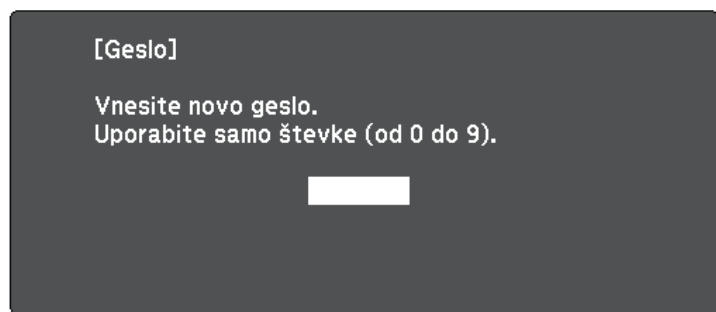 [Geslo]
Vnesite novo geslo.
Uporabite samo števke (od 0 do 9).